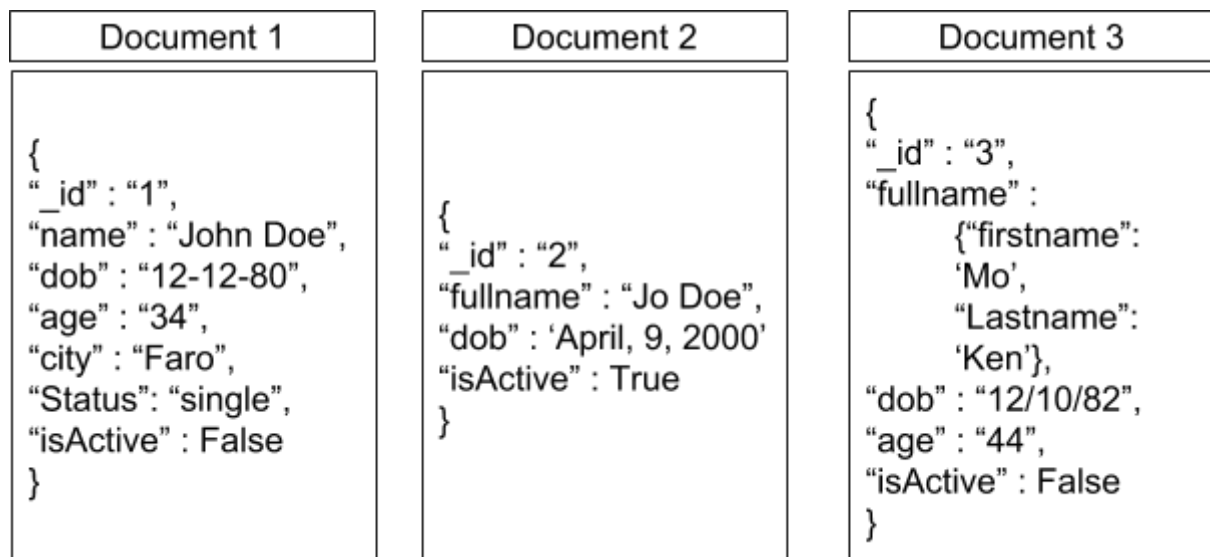 Document 1
{
“_id” : “1”,
“name” : “John Doe”,
“dob” : “12-12-80”,
“age” : “34”,
“city” : “Faro”,
“Status”: “single”,
“isActive” : False
}
Document 2
{
“_id” : “2”,
“fullname” : “Jo Doe”,
“dob” : ‘April, 9, 2000’
“isActive” : True
}
Document 3
{
“_id” : “3”,
“fullname” :
{“firstname”:
‘Mo’,
“Lastname”:
‘Ken’},
“dob” : “12/10/82”,
“age” : “44”,
“isActive” : False
}